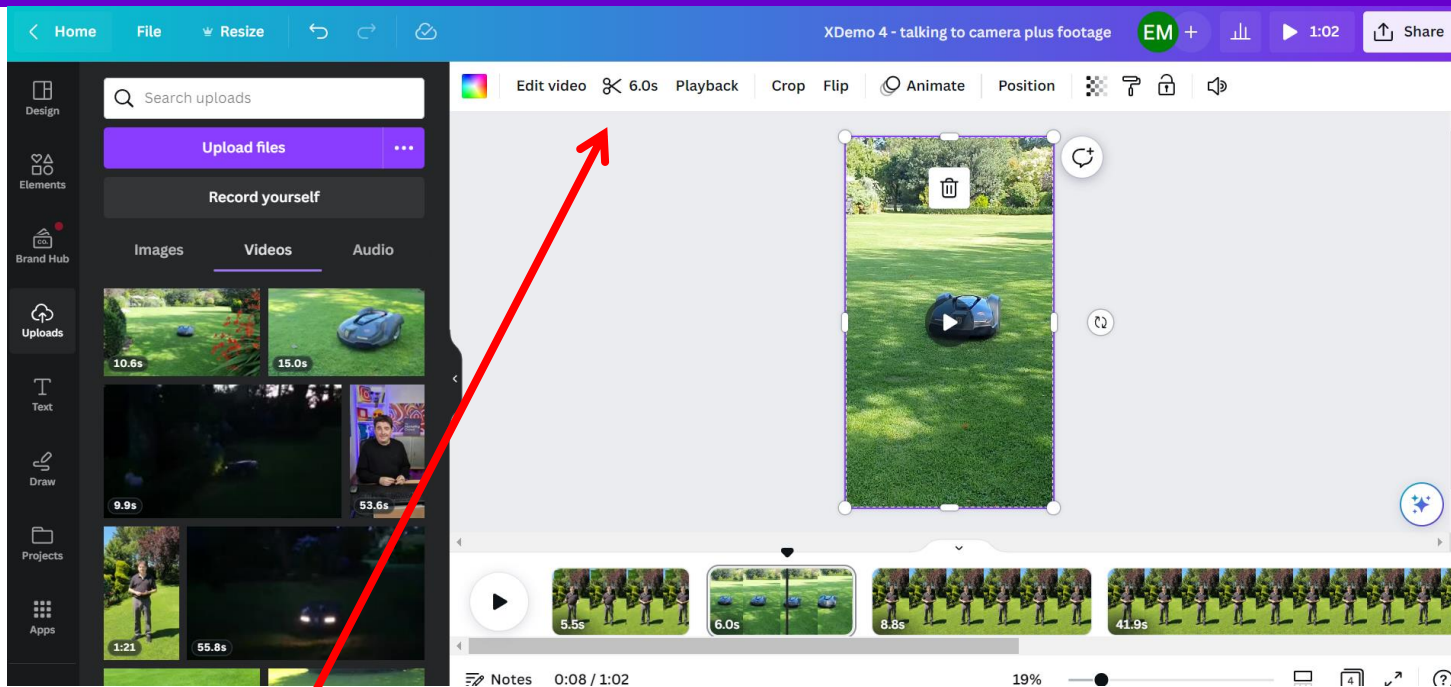 Home File Resize XDemo 4 - talking to camera plus footage EM + 1:02 Share
Design
Elements
CO.
Brand Hub
Uploads
Text
Draw
Projects
Apps
Search uploads
Upload files
Record yourself
Images Videos Audio
10.6s 15.0s
9.9s 53.6s
1:21 55.8s
Edit video 6.0s Playback Crop Flip Animate Position
5.5s 6.0s 8.8s 41.9s
Notes 0:08 / 1:02 19% 4 ?